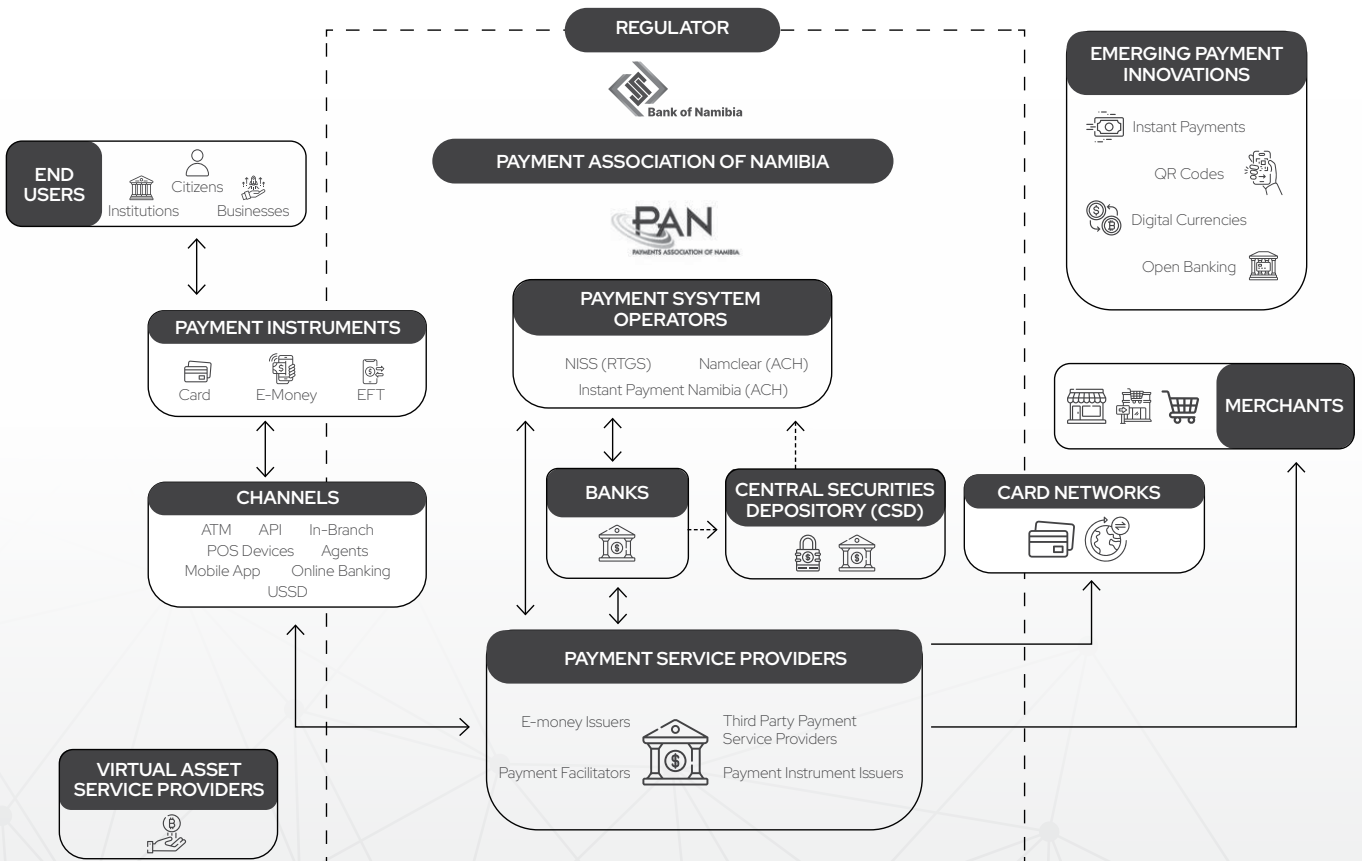 REGULATOR
Bank of Namibia
PAYMENT ASSOCIATION OF NAMIBIA
PAN
PAYMENTS ASSOCIATION OF NAMIBIA
EMERGING PAYMENT
INNOVATIONS
Instant Payments
QR Codes
Digital Currencies
Open Banking
END
USERS
Citizens
Institutions
Businesses
PAYMENT INSTRUMENTS
Card
E-Money
EFT
PAYMENT SYSYTEM
OPERATORS
NISS (RTGS)
Namclear (ACH)
Instant Payment Namibia (ACH)
MERCHANTS
CHANNELS
ATM API In-Branch
POS Devices Agents
Mobile App Online Banking
USSD
BANKS
CENTRAL SECURITIES
DEPOSITORY (CSD)
CARD NETWORKS
PAYMENT SERVICE PROVIDERS
E-money Issuers
Third Party Payment
Service Providers
Payment Facilitators
Payment Instrument Issuers
VIRTUAL ASSET
SERVICE PROVIDERS